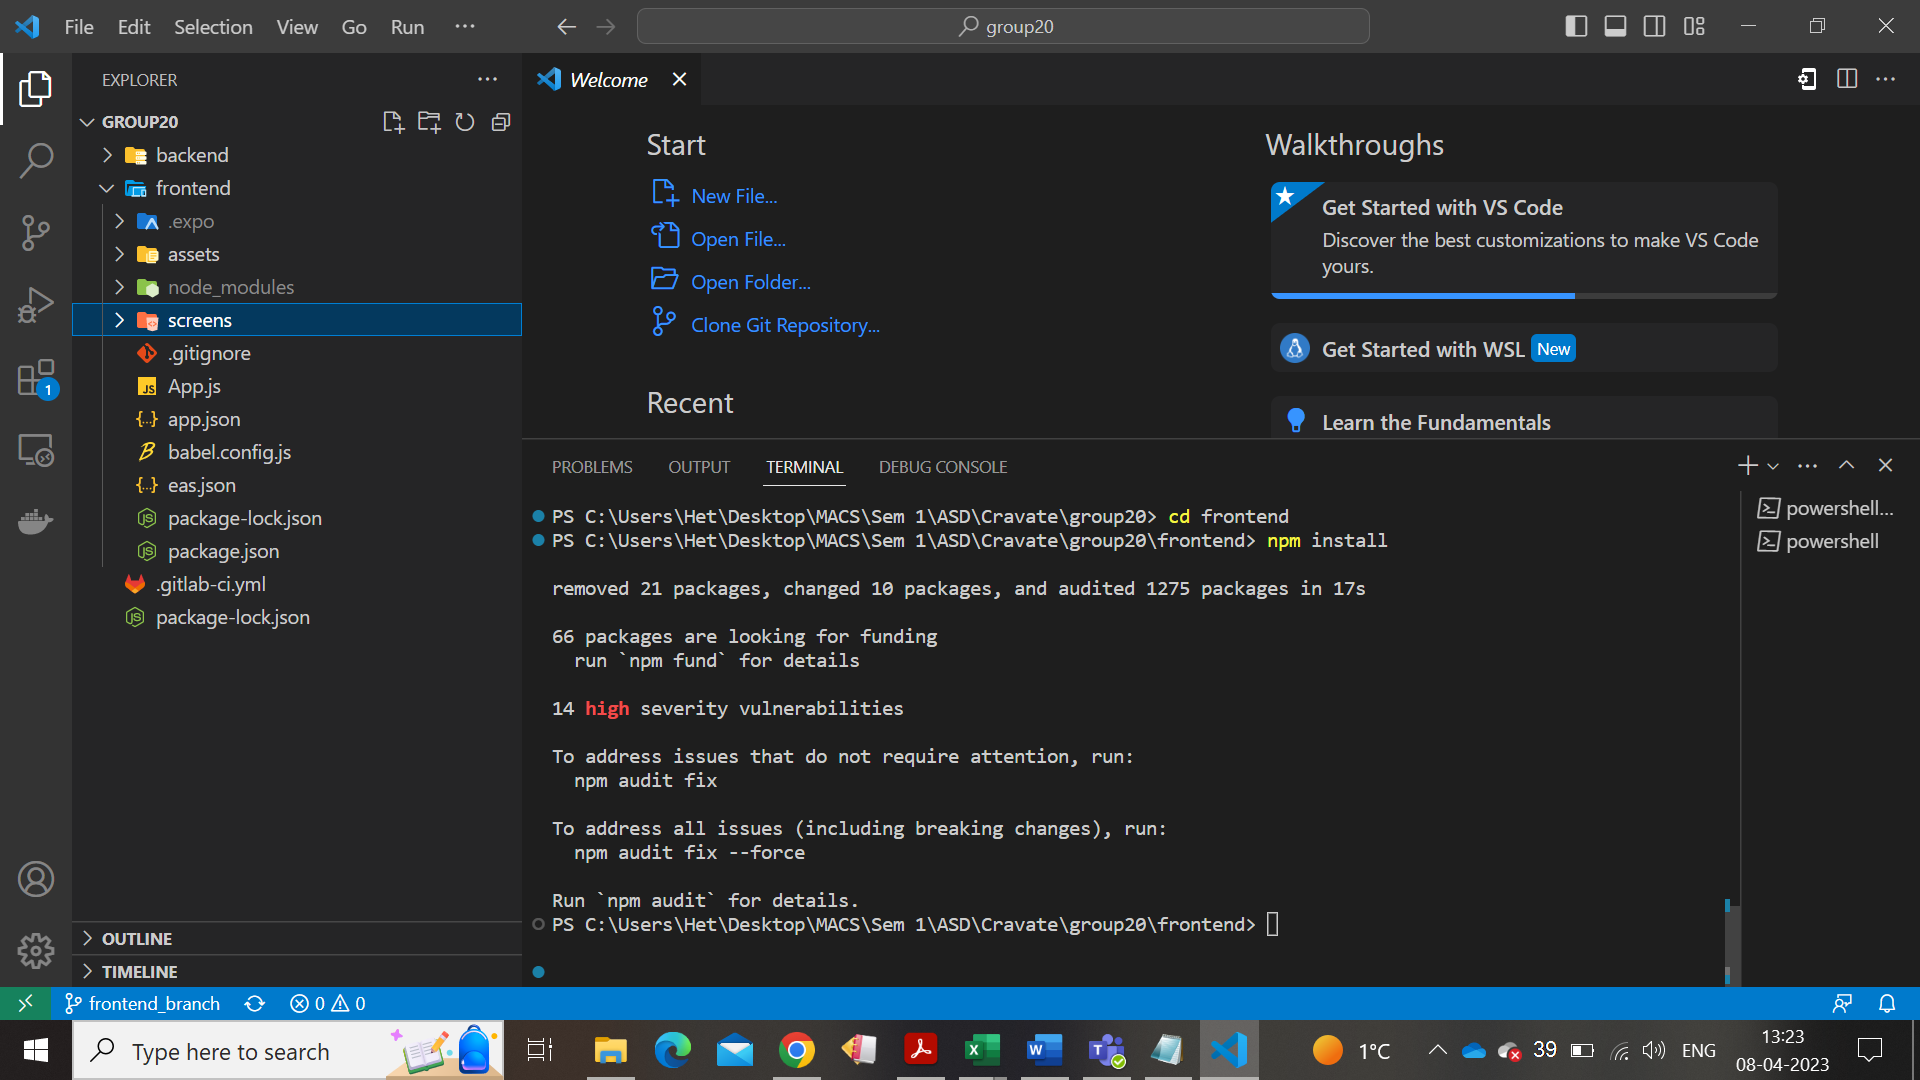 File Edit Selection View Go Run ···
group20
EXPLORER
GROUP20
backend
frontend
.expo
assets
node_modules
screens
.gitignore
App.js
app.json
babel.config.js
eas.json
package-lock.json
package.json
.gitlab-ci.yml
package-lock.json
OUTLINE
TIMELINE
1
Welcome
Start
New File...
Open File...
Open Folder...
Clone Git Repository...
Recent
Walkthroughs
Get Started with VS Code
Discover the best customizations to make VS Code
yours.
Get Started with WSL New
Learn the Fundamentals
PROBLEMS OUTPUT TERMINAL DEBUG CONSOLE
PS C:\Users\Het\Desktop\MACS\Sem 1\ASD\Cravate\group20> cd frontend
PS C:\Users\Het\Desktop\MACS\Sem 1\ASD\Cravate\group20\frontend> npm install
removed 21 packages, changed 10 packages, and audited 1275 packages in 17s
66 packages are looking for funding
run `npm fund` for details
14 high severity vulnerabilities
To address issues that do not require attention, run:
npm audit fix
To address all issues (including breaking changes), run:
npm audit fix --force
Run `npm audit` for details.
PS C:\Users\Het\Desktop\MACS\Sem 1\ASD\Cravate\group20\frontend>
powershell...
powershell
frontend_branch 0 0
Type here to search
1°C 39 ENG
13:23
08-04-2023